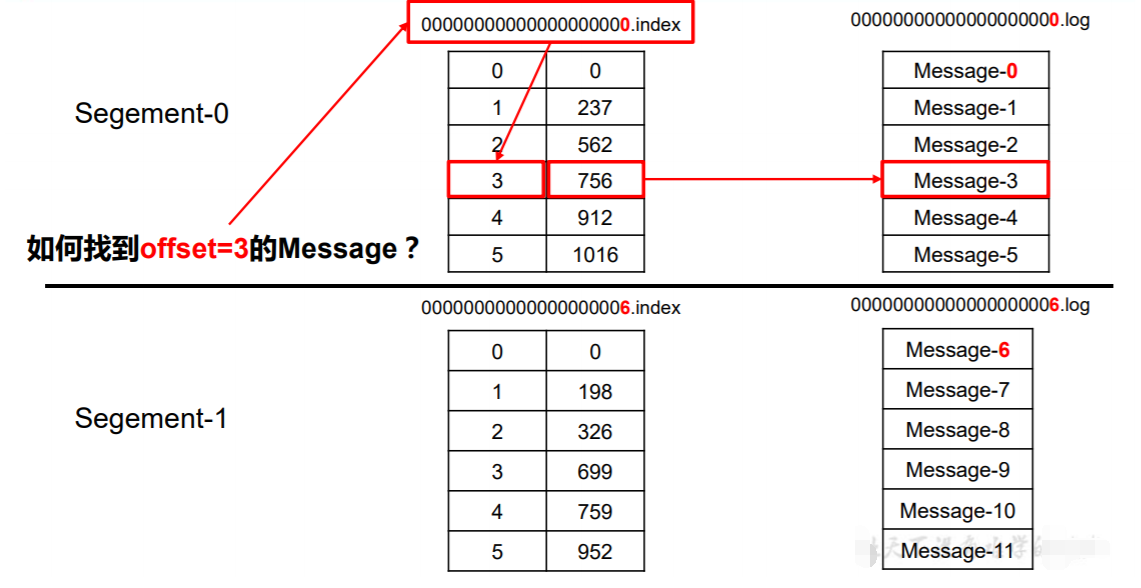 00000000000000000000.index
00000000000000000000.log
Segement-0
0 0
1 237
2 562
3 756
4 912
5 1016
Message-0
Message-1
Message-2
Message-3
Message-4
Message-5
如何找到offset=3的Message？
00000000000000000006.index
00000000000000000006.log
Segement-1
0 0
1 198
2 326
3 699
4 759
5 952
Message-6
Message-7
Message-8
Message-9
Message-10
Message-11